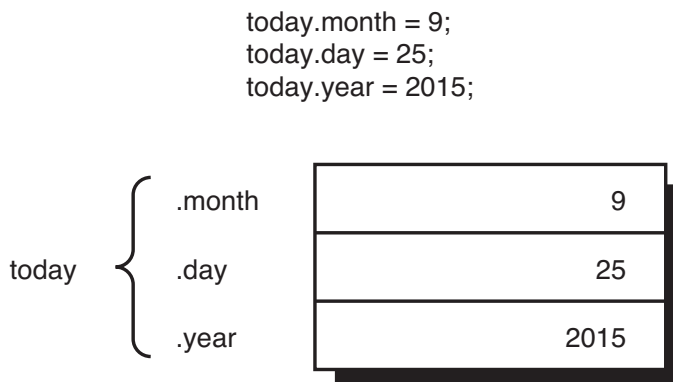 today.month = 9;
today.day = 25;
today.year = 2015;
.month 9
today .day 25
.year 2015